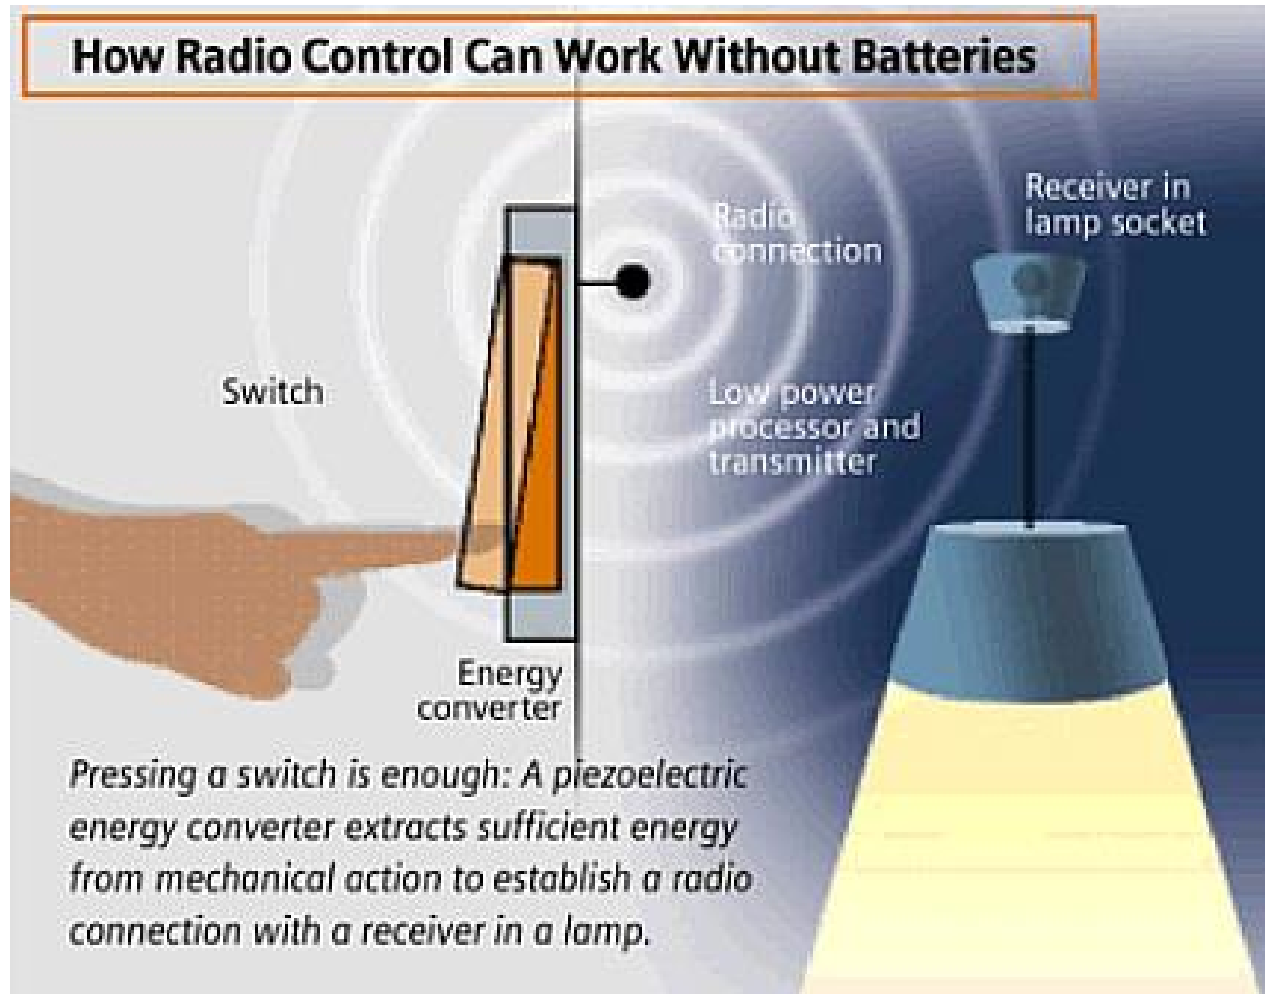 How Radio Control Can Work Without Batteries
Receiver in
lamp socket
Radio
connection
Switch
Low power
processor and
transmitter
Energy
converter
Pressing a switch is enough: A piezoelectric
energy converter extracts sufficient energy
from mechanical action to establish a radio
connection with a receiver in a lamp.